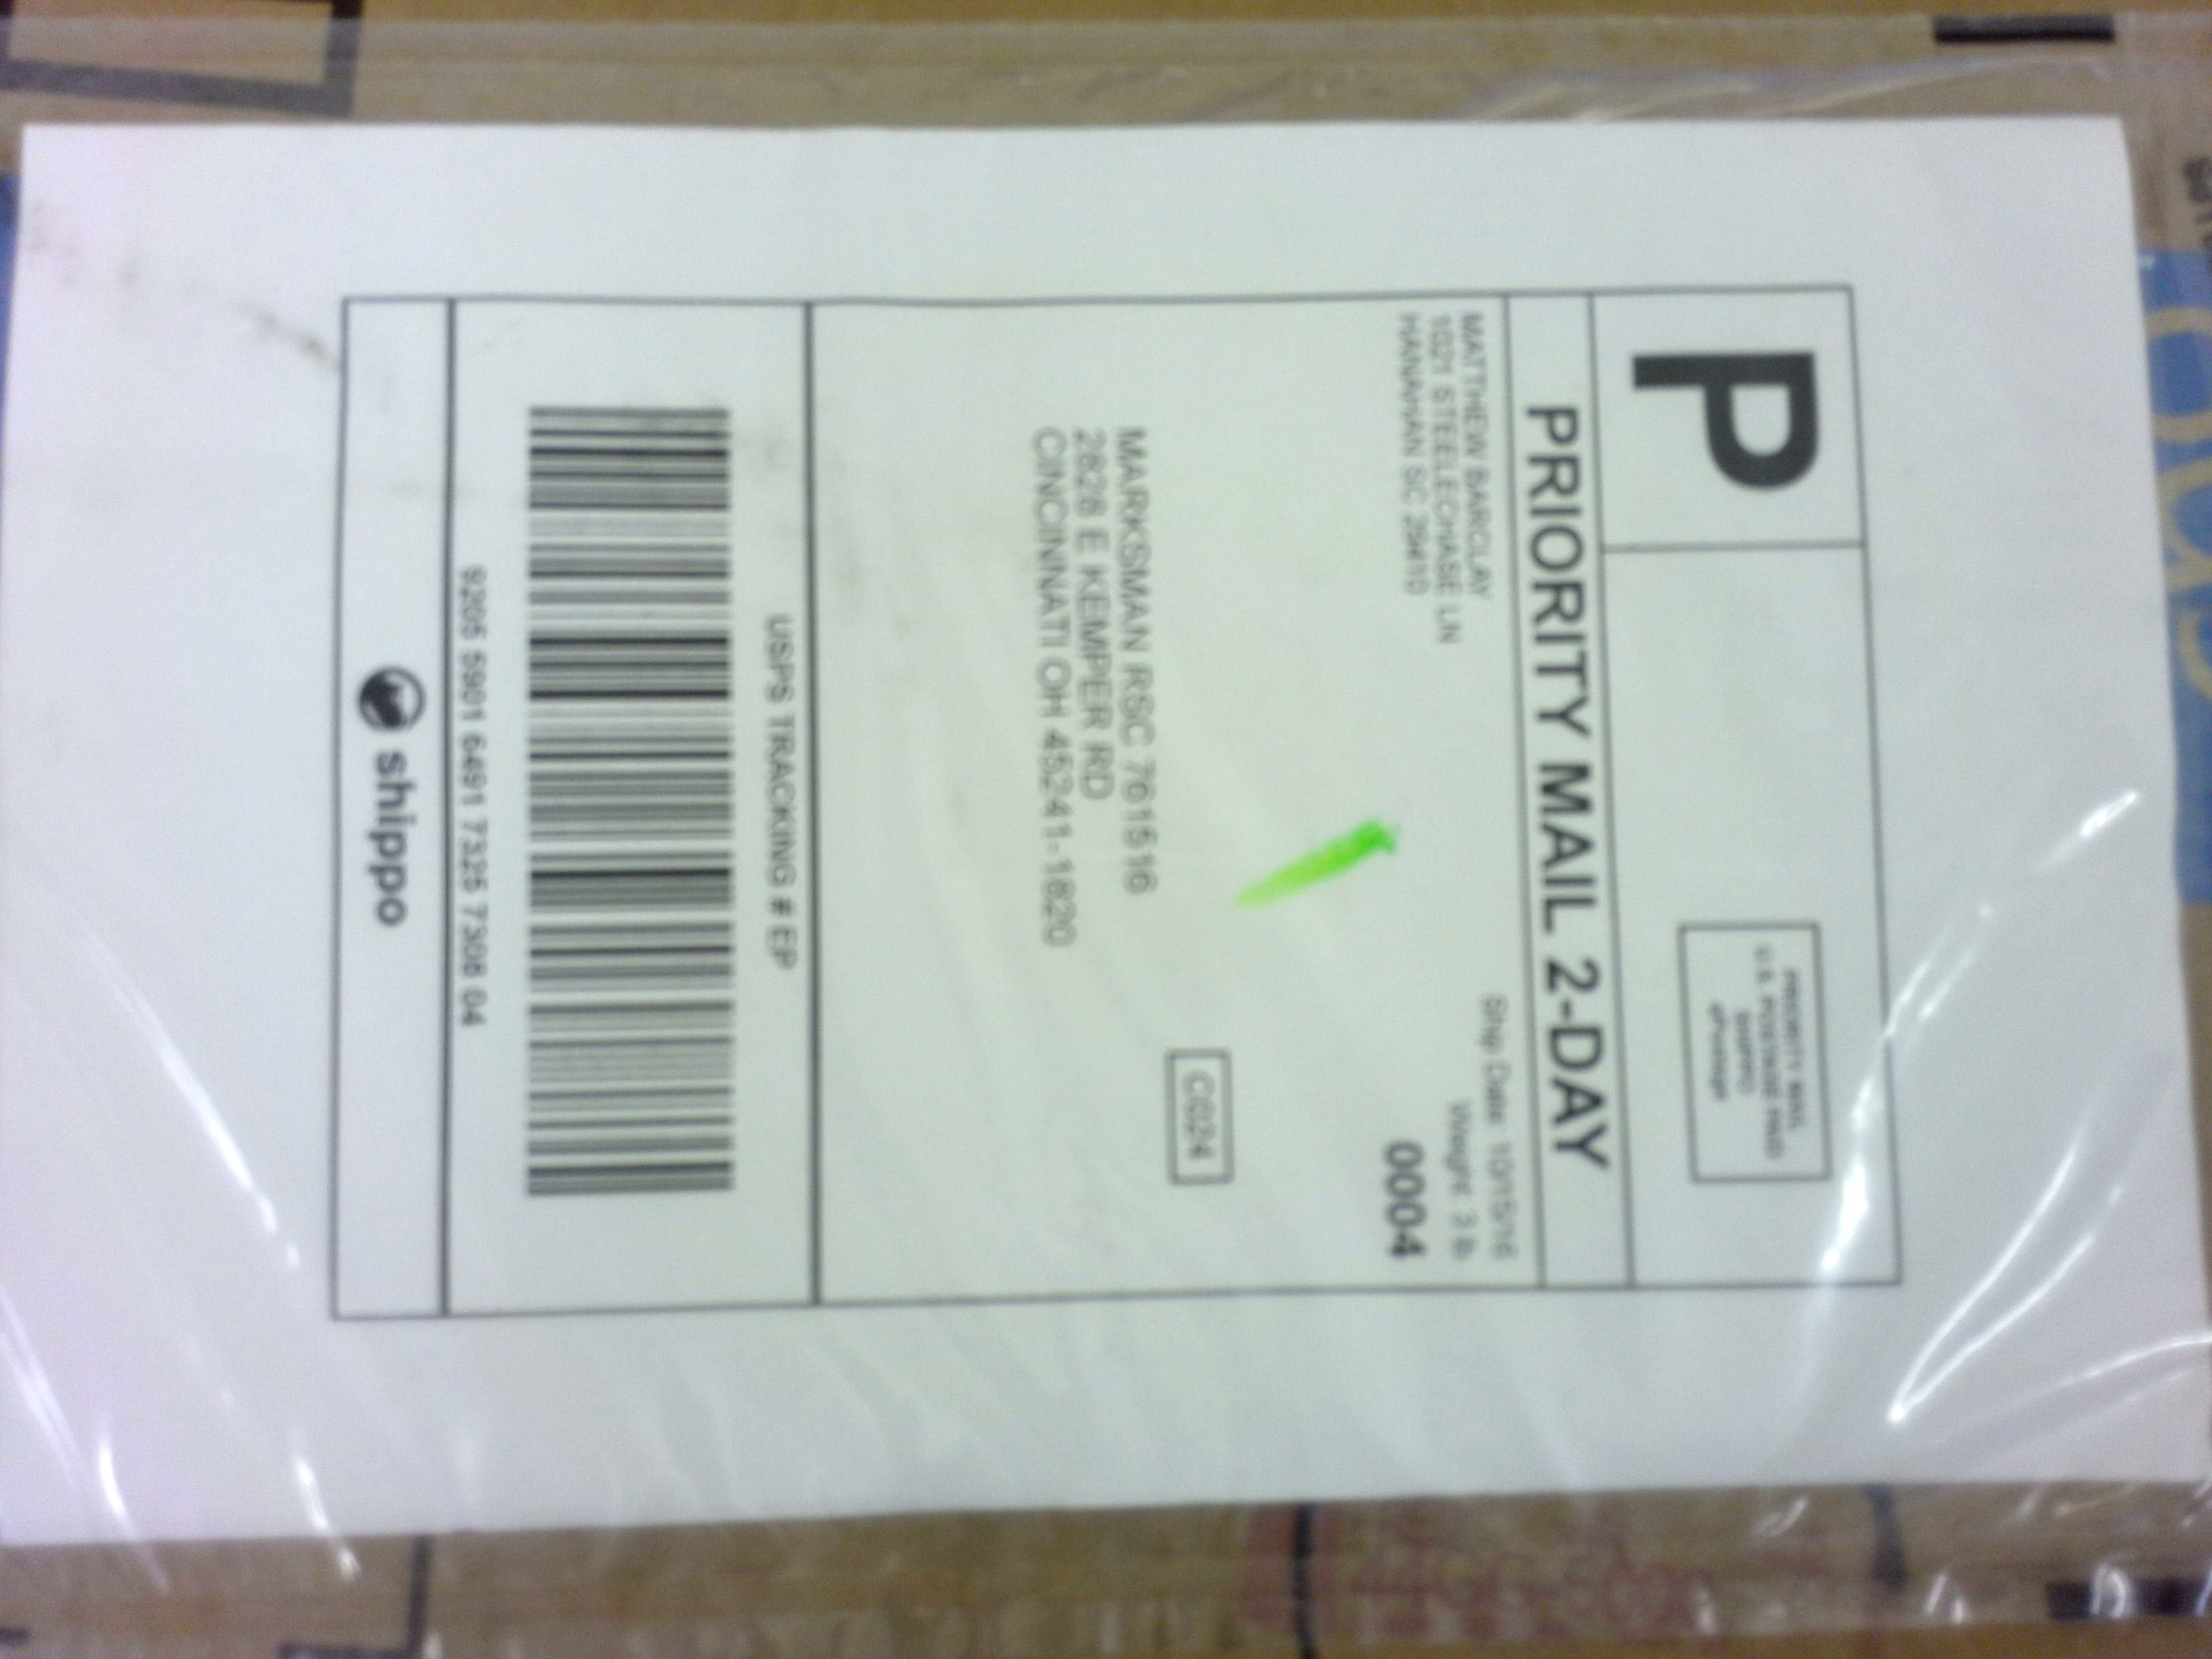 P
PRIORITY MAIL
U.S. POSTAGE PAID
SHIPPO
ePostage
PRIORITY MAIL 2-DAY
MATTHEW BARCLAY
1021 STEELECHASE LN
HANAHAN SC 29410
Ship Date: 10/15/16
Weight: 3 lb
0004
C024
MARKSMAN RSC 7615116
2828 E KEMPER RD
CINCINNATI OH 45241-1820
USPS TRACKING # EP
9205 5901 6491 7325 7308 04
shippo